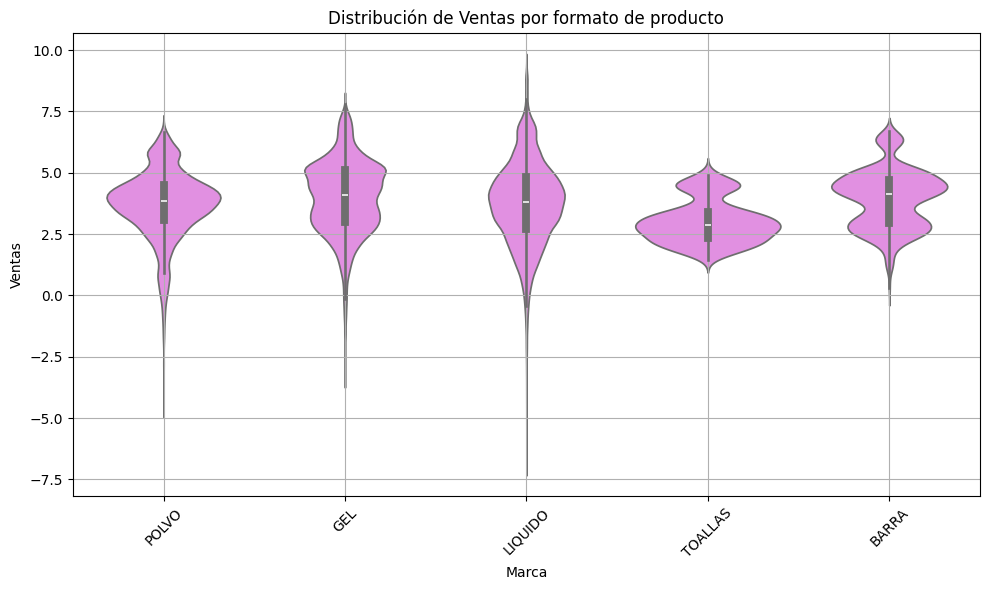 Distribución de Ventas por formato de producto
Ventas
10.0
7.5
5.0
2.5
0.0
−2.5
−5.0
−7.5
POLVO
GEL
LIQUIDO
TOALLAS
BARRA
Marca